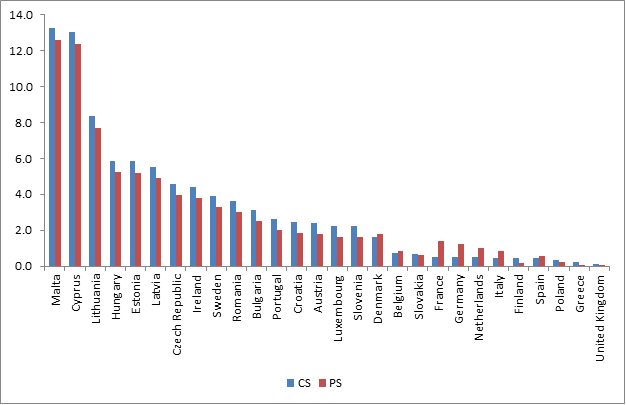 14.0
12.0
10.0
8.0
6.0
4.0
2.0
0.0
Malta
Cyprus
Lithuania
Hungary
Estonia
Latvia
Czech Republic
Ireland
Sweden
Romania
Bulgaria
Portugal
Croatia
Austria
Luxembourg
Slovenia
Denmark
Belgium
Slovakia
France
Germany
Netherlands
Italy
Finland
Spain
Poland
Greece
United Kingdom
CS PS